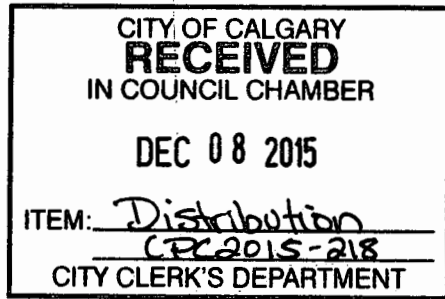 CITY OF CALGARY
RECEIVED
IN COUNCIL CHAMBER
DEC 08 2015
ITEM: Distribution
CPC2015-218
CITY CLERK'S DEPARTMENT